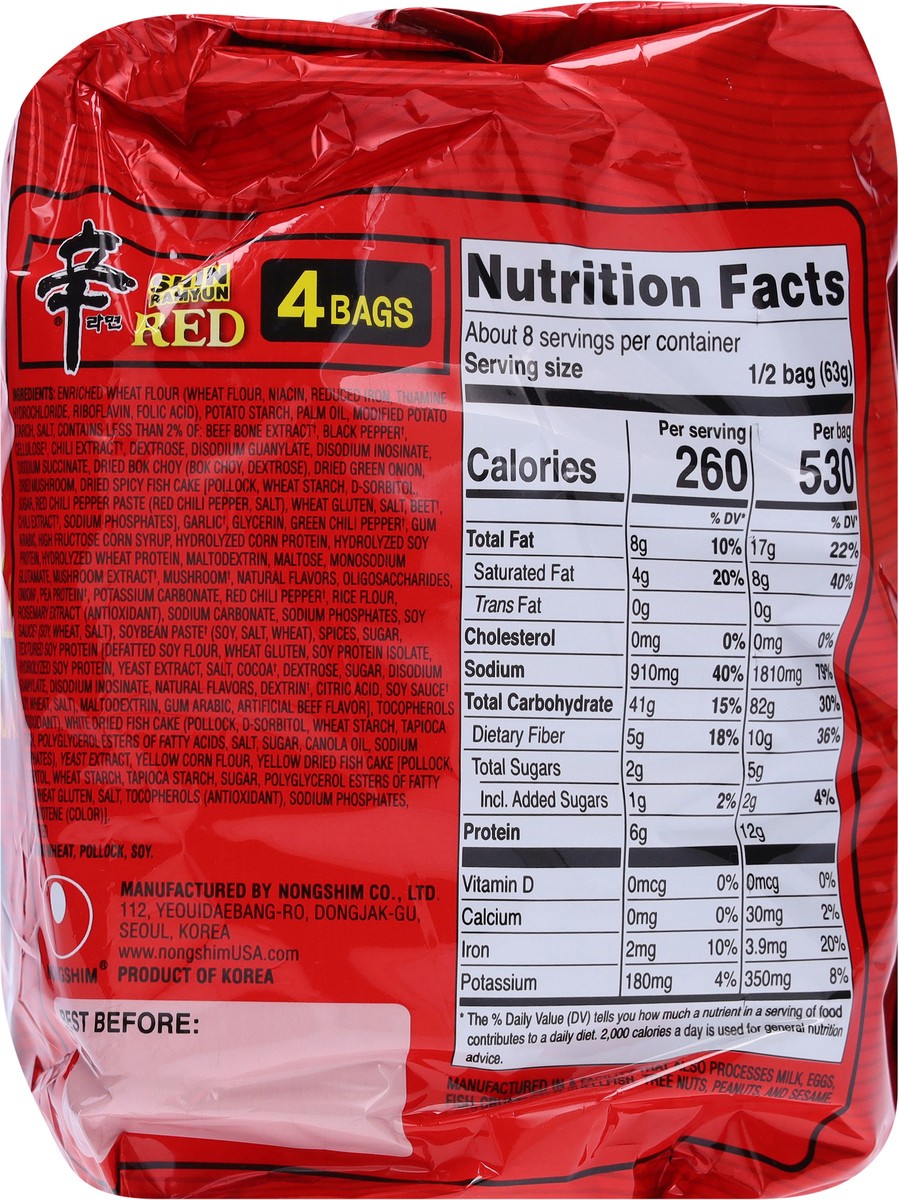 辛
라면
®
SHIN
RAMYUN
RED
4 BAGS
INGREDIENTS: ENRICHED WHEAT FLOUR (WHEAT FLOUR, NIACIN, REDUCED IRON, THIAMINE
HYDROCHLORIDE, RIBOFLAVIN, FOLIC ACID), POTATO STARCH, PALM OIL, MODIFIED POTATO
STARCH, SALT, CONTAINS LESS THAN 2% OF: BEEF BONE EXTRACT†, BLACK PEPPER†,
CELLULOSE†, CHILI EXTRACT†, DEXTROSE, DISODIUM GUANYLATE, DISODIUM INOSINATE,
DISODIUM SUCCINATE, DRIED BOK CHOY (BOK CHOY, DEXTROSE), DRIED GREEN ONION,
DRIED MUSHROOM, DRIED SPICY FISH CAKE [POLLOCK, WHEAT STARCH, D-SORBITOL,
SUGAR, RED CHILI PEPPER PASTE (RED CHILI PEPPER, SALT), WHEAT GLUTEN, SALT, BEET†,
CHILI EXTRACT†, SODIUM PHOSPHATES], GARLIC†, GLYCERIN, GREEN CHILI PEPPER†, GUM
ARABIC, HIGH FRUCTOSE CORN SYRUP, HYDROLYZED CORN PROTEIN, HYDROLYZED SOY
PROTEIN, HYDROLYZED WHEAT PROTEIN, MALTODEXTRIN, MALTOSE, MONOSODIUM
GLUTAMATE, MUSHROOM EXTRACT†, MUSHROOM†, NATURAL FLAVORS, OLIGOSACCHARIDES,
ONION†, PEA PROTEIN†, POTASSIUM CARBONATE, RED CHILI PEPPER†, RICE FLOUR,
ROSEMARY EXTRACT (ANTIOXIDANT), SODIUM CARBONATE, SODIUM PHOSPHATES, SOY
SAUCE† (SOY, WHEAT, SALT), SOYBEAN PASTE† (SOY, SALT, WHEAT), SPICES, SUGAR,
TEXTURED SOY PROTEIN [DEFATTED SOY FLOUR, WHEAT GLUTEN, SOY PROTEIN ISOLATE,
HYDROLYZED SOY PROTEIN, YEAST EXTRACT, SALT, COCOA†, DEXTROSE, SUGAR, DISODIUM
GUANYLATE, DISODIUM INOSINATE, NATURAL FLAVORS, DEXTRIN†, CITRIC ACID, SOY SAUCE†
WHEAT, SALT), MALTODEXTRIN, GUM ARABIC, ARTIFICIAL BEEF FLAVOR], TOCOPHEROLS
WHITE DRIED FISH CAKE (POLLOCK, D-SORBITOL, WHEAT STARCH, TAPIOCA
POLYGLYCEROL ESTERS OF FATTY ACIDS, SALT, SUGAR, CANOLA OIL, SODIUM
YEAST EXTRACT, YELLOW CORN FLOUR, YELLOW DRIED FISH CAKE [POLLOCK,
WHEAT STARCH, TAPIOCA STARCH, SUGAR, POLYGLYCEROL ESTERS OF FATTY
WHEAT GLUTEN, SALT, TOCOPHEROLS (ANTIOXIDANT), SODIUM PHOSPHATES,
(COLOR)].
WHEAT, POLLOCK, SOY.
MANUFACTURED BY NONGSHIM CO., LTD.
112, YEOUIDAEBANG-RO, DONGJAK-GU,
SEOUL, KOREA
www.nongshimUSA.com
NONGSHIM® PRODUCT OF KOREA
BEST BEFORE:
Nutrition Facts
About 8 servings per container
Serving size 1/2 bag (63g)
Per serving Per bag
Calories 260 530
% DV* % DV*
Total Fat 8g 10% 17g 22%
Saturated Fat 4g 20% 8g 40%
Trans Fat 0g 0g
Cholesterol 0mg 0% 0mg 0%
Sodium 910mg 40% 1810mg 79%
Total Carbohydrate 41g 15% 82g 30%
Dietary Fiber 5g 18% 10g 36%
Total Sugars 2g 5g
Incl. Added Sugars 1g 2% 2g 4%
Protein 6g 12g
Vitamin D 0mcg 0% 0mcg 0%
Calcium 0mg 0% 30mg 2%
Iron 2mg 10% 3.9mg 20%
Potassium 180mg 4% 350mg 8%
* The % Daily Value (DV) tells you how much a nutrient in a serving of food
contributes to a daily diet. 2,000 calories a day is used for general nutrition
advice.
MANUFACTURED IN A FACILITY THAT ALSO PROCESSES MILK, EGGS,
FISH, TREE NUTS, PEANUTS, AND SESAME.